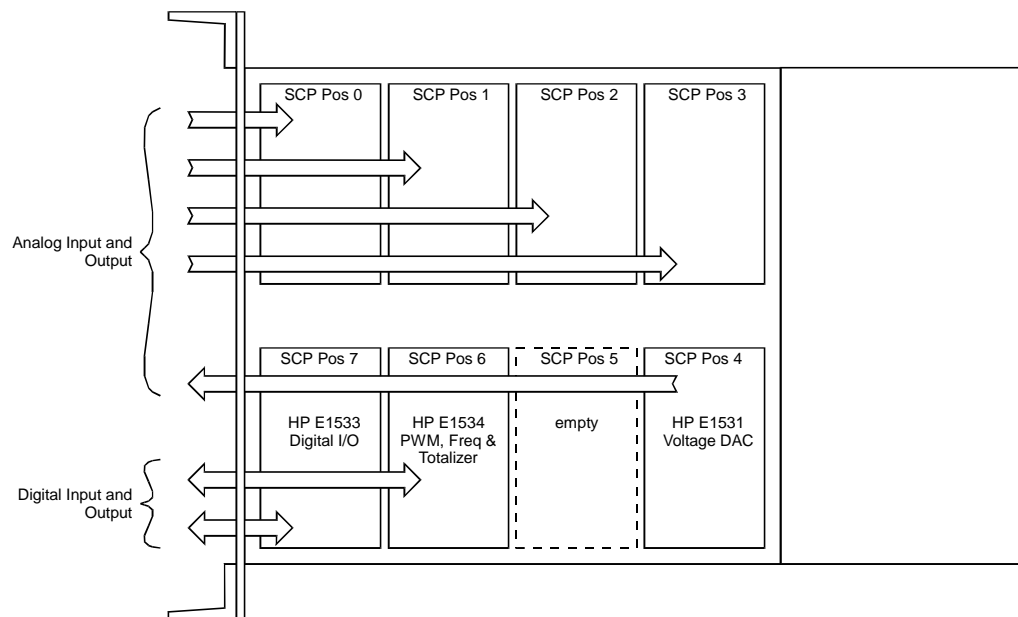 SCP Pos 0
SCP Pos 1
SCP Pos 2
SCP Pos 3
Analog Input and
Output
SCP Pos 7
SCP Pos 6
SCP Pos 5
SCP Pos 4
HP E1533
Digital I/O
HP E1534
PWM, Freq &
Totalizer
empty
HP E1531
Voltage DAC
Digital Input and
Output